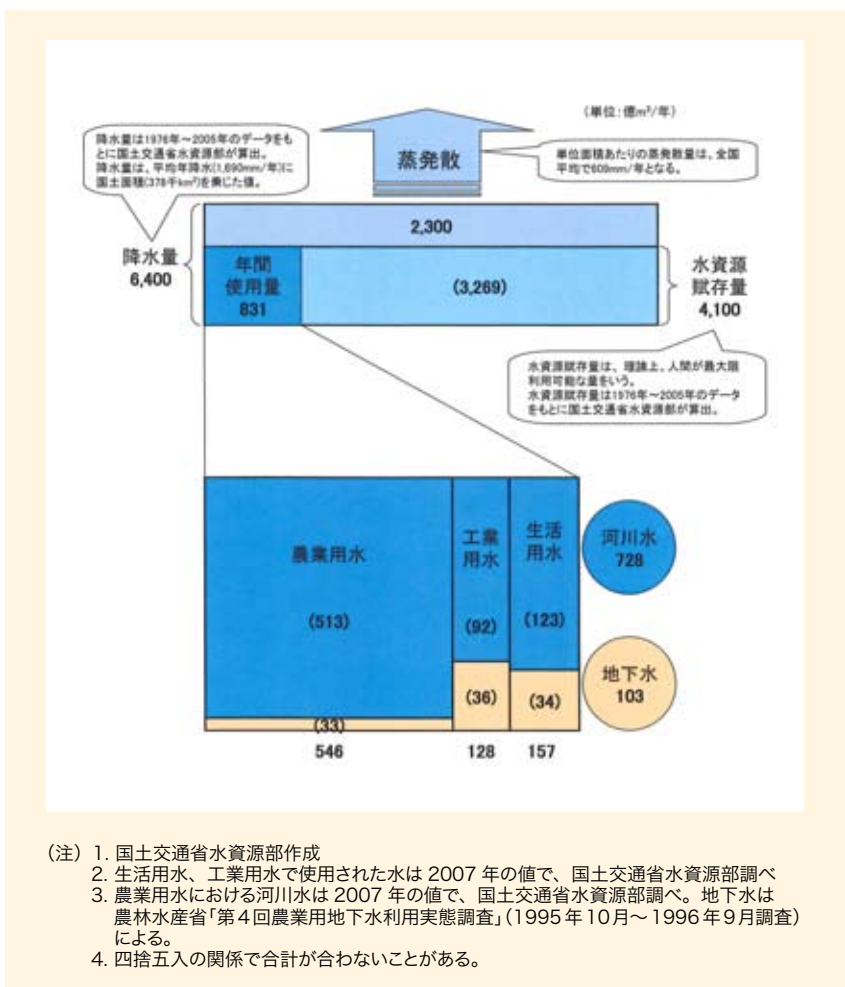 （単位：億m³/年）
降水量は1976年～2005年のデータをも
とに国土交通省水資源部が算出。
降水量は、平均年降水(1,690mm/年)に
国土面積(378千km²)を乗じた値。
蒸発散
単位面積あたりの蒸発散量は、全国
平均で609mm/年となる。
2,300
降水量
6,400
年間
使用量
831
(3,269)
水資源
賦存量
4,100
水資源賦存量は、理論上、人間が最大限
利用可能な量をいう。
水資源賦存量は1976年～2005年のデータ
をもとに国土交通省水資源部が算出。
農業用水
(513)
工業
用水
(92)
生活
用水
(123)
河川水
728
(33)
(36)
(34)
地下水
103
546
128
157
（注）1. 国土交通省水資源部作成
2. 生活用水、工業用水で使用された水は 2007 年の値で、国土交通省水資源部調べ
3. 農業用水における河川水は 2007 年の値で、国土交通省水資源部調べ。地下水は
農林水産省「第４回農業用地下水利用実態調査」（1995年10月～1996年９月調査）
による。
4. 四捨五入の関係で合計が合わないことがある。